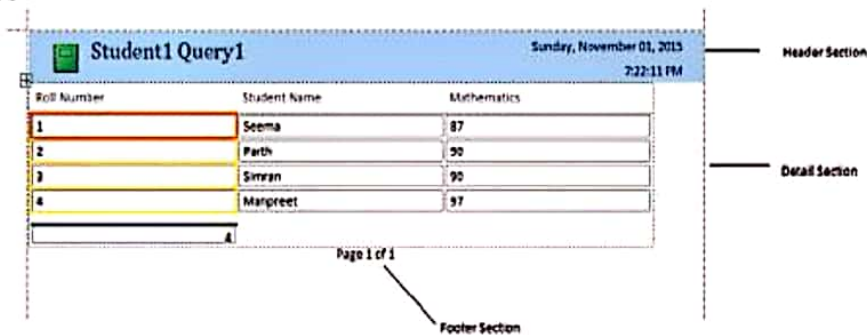 Student1 Query1
Sunday, November 01, 2015
7:22:11 PM
Header Section
Roll Number Student Name Mathematics
1 Seema 87
2 Parth 90
3 Simran 90
4 Manpreet 97
Detail Section
4
Page 1 of 1
Footer Section